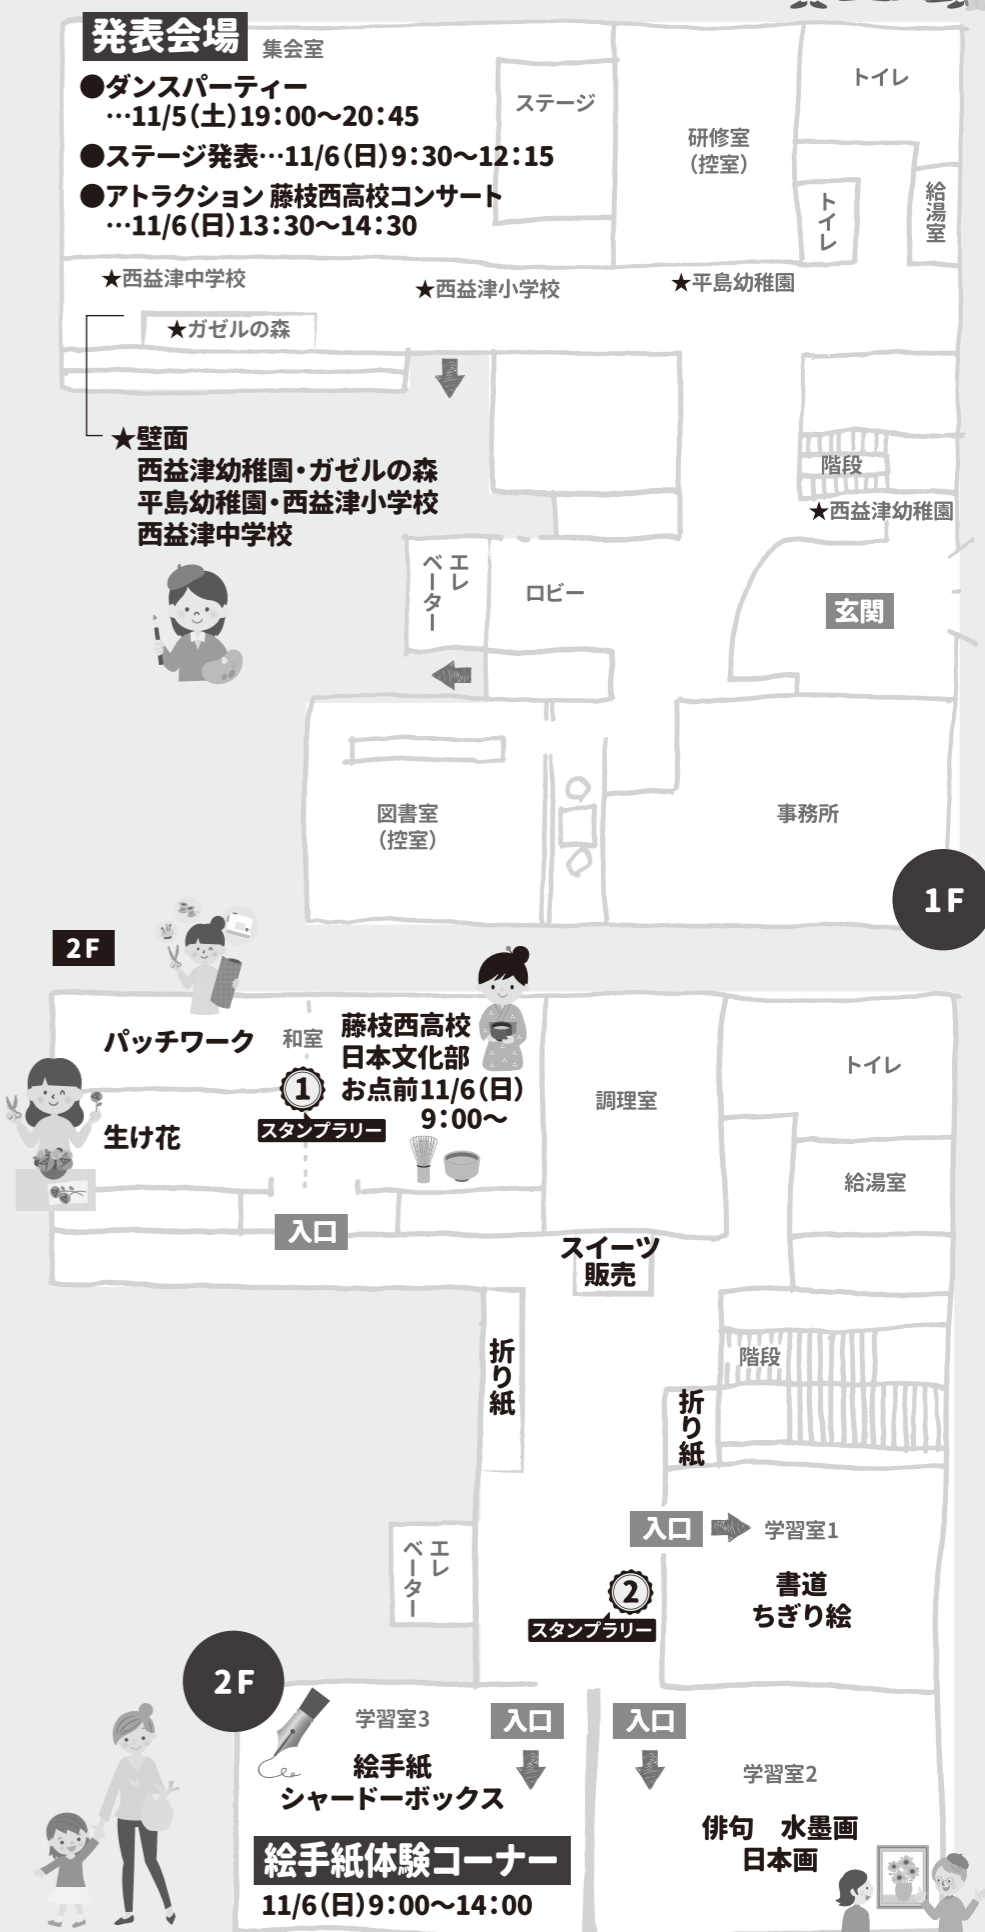 発表会場
集会室
●ダンスパーティー
…11/5(土)19:00〜20:45
●ステージ発表…11/6(日)9:30〜12:15
●アトラクション 藤枝西高校コンサート
…11/6(日)13:30〜14:30
ステージ
研修室
(控室)
トイレ
トイレ
給湯室
★西益津中学校
★西益津小学校
★平島幼稚園
★ガゼルの森
★壁面
西益津幼稚園・ガゼルの森
平島幼稚園・西益津小学校
西益津中学校
階段
★西益津幼稚園
エレ
ベーター
ロビー
玄関
図書室
(控室)
事務所
1F
2F
パッチワーク
和室
藤枝西高校
日本文化部
お点前11/6(日)
9:00〜
1
スタンプラリー
生け花
入口
調理室
トイレ
給湯室
スイーツ
販売
折り紙
階段
折り紙
入口
学習室1
書道
ちぎり絵
2
スタンプラリー
エレ
ベーター
2F
学習室3
絵手紙
シャードーボックス
入口
入口
学習室2
俳句 水墨画
日本画
絵手紙体験コーナー
11/6(日)9:00〜14:00